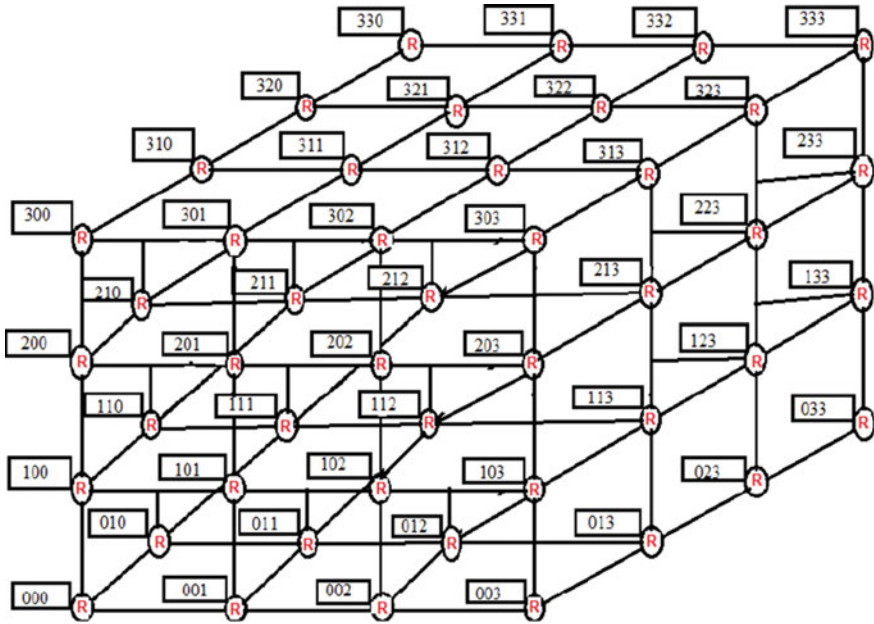 330 331 332 333
R R R R
320 321 322 323
R R R R
310 311 312 313 233
R R R R R
300 301 302 303 223
R R R R R
210 211 212 213 133
R R R R R
200 201 202 203 123
R R R R R
110 111 112 113 033
R R R R R
100 101 102 103 023
R R R R R
010 011 012 013
R R R R
000 001 002 003
R R R R